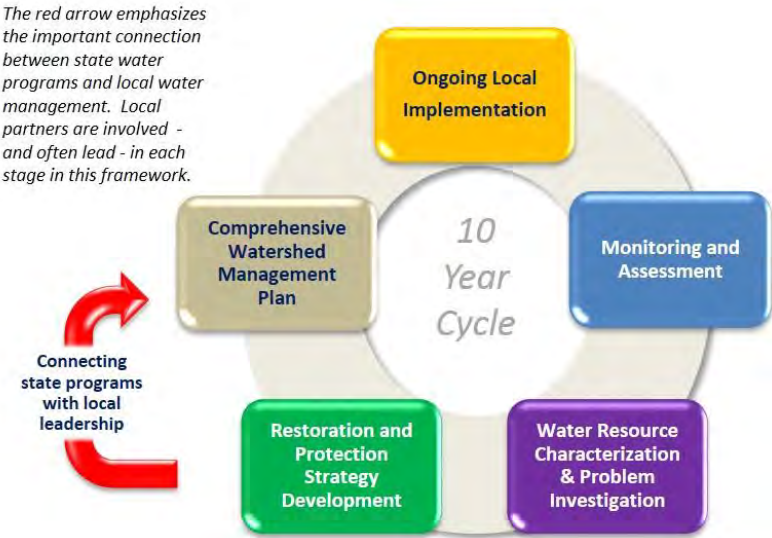 The red arrow emphasizes
the important connection
between state water
programs and local water
management. Local
partners are involved -
and often lead - in each
stage in this framework.
Ongoing Local
Implementation
Monitoring and
Assessment
Water Resource
Characterization
& Problem
Investigation
Restoration and
Protection
Strategy
Development
Comprehensive
Watershed
Management
Plan
10
Year
Cycle
Connecting
state programs
with local
leadership